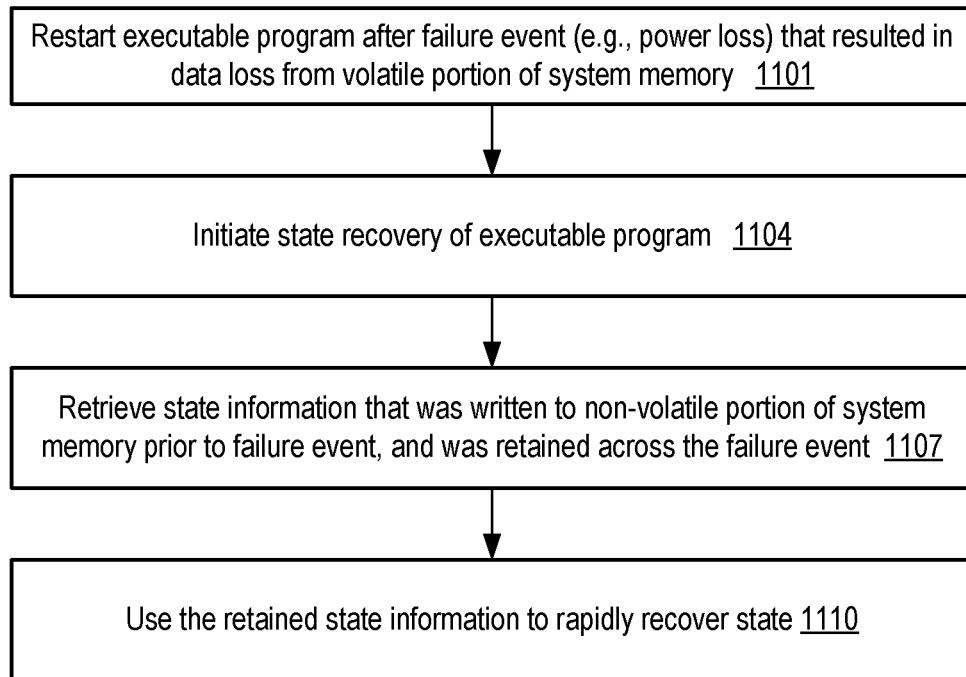 Restart executable program after failure event (e.g., power loss) that resulted in
data loss from volatile portion of system memory 1101
Initiate state recovery of executable program 1104
Retrieve state information that was written to non-volatile portion of system
memory prior to failure event, and was retained across the failure event 1107
Use the retained state information to rapidly recover state 1110